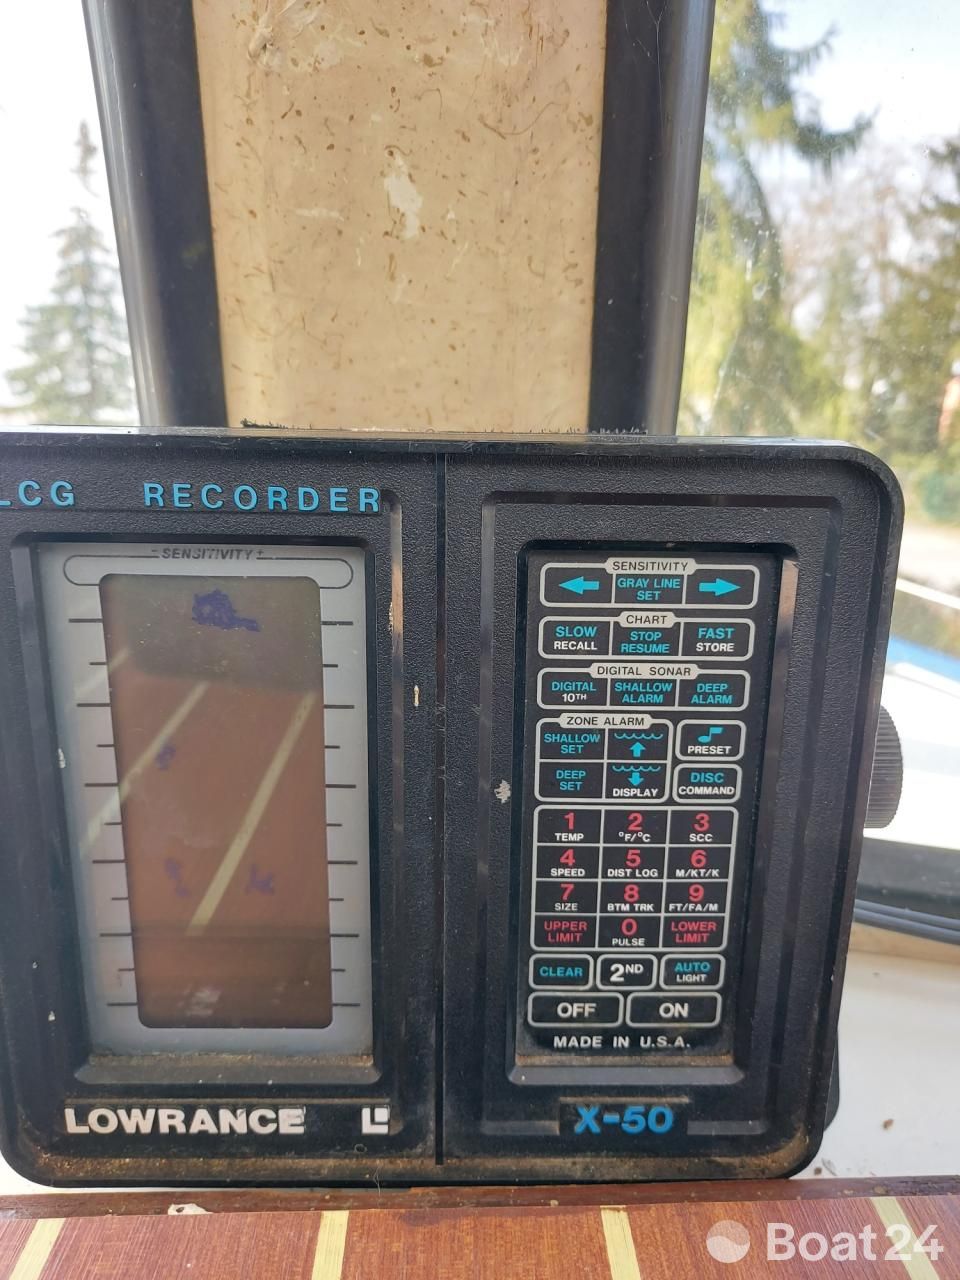 LCG RECORDER
- SENSITIVITY +
SENSITIVITY
GRAY LINE
SET
CHART
SLOW
RECALL
STOP
RESUME
FAST
STORE
DIGITAL SONAR
DIGITAL
10TH
SHALLOW
ALARM
DEEP
ALARM
ZONE ALARM
SHALLOW
SET
PRESET
DEEP
SET
DISPLAY
DISC
COMMAND
1
TEMP
2
°F/°C
3
SCC
4
SPEED
5
DIST LOG
6
M/KT/K
7
SIZE
8
BTM TRK
9
FT/FA/M
UPPER
LIMIT
0
PULSE
LOWER
LIMIT
CLEAR
2ND
AUTO
LIGHT
OFF
ON
MADE IN U.S.A.
LOWRANCE L
X-50
Boat24